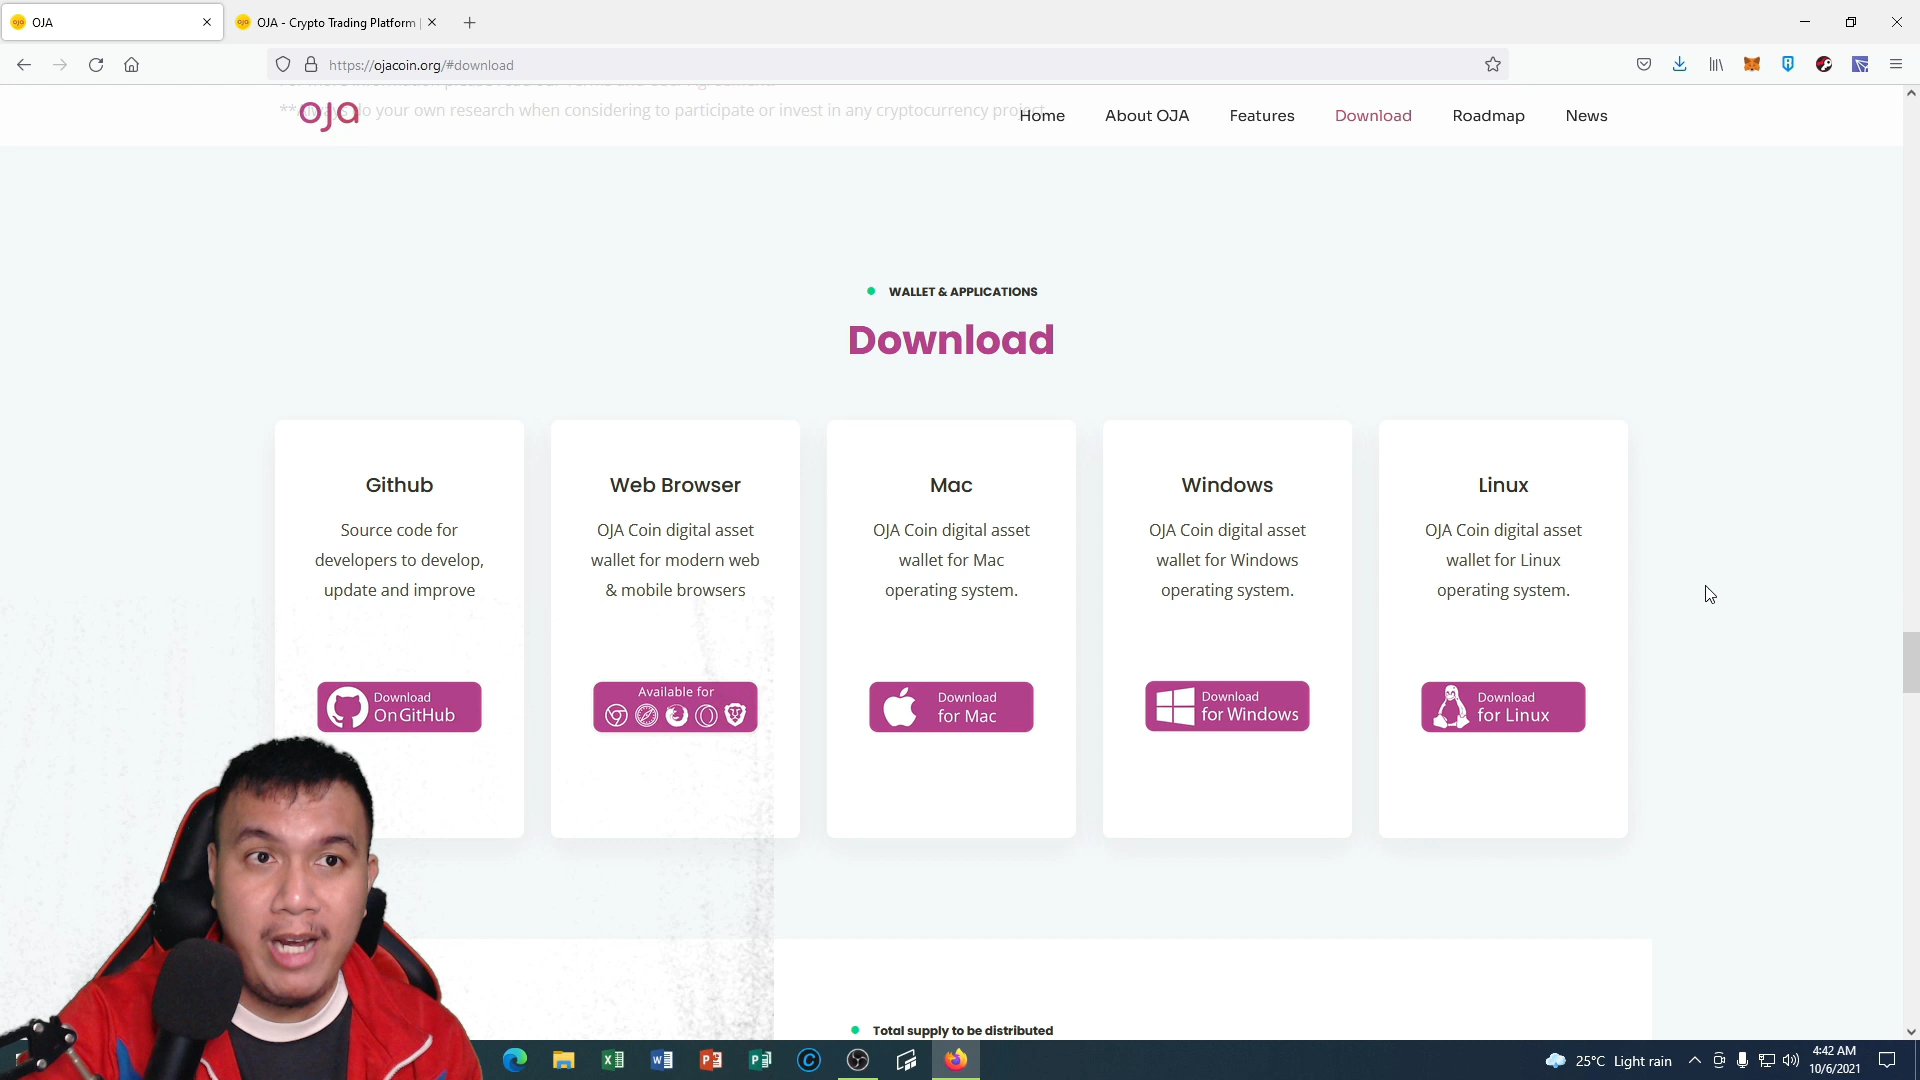 OJA
OJA - Crypto Trading Platform |
https://ojacoin.org/#download
oja
**Always do your own research when considering to participate or invest in any cryptocurrency project
Home
About OJA
Features
Download
Roadmap
News
WALLET & APPLICATIONS
Download
Github
Source code for
developers to develop,
update and improve
Download
On GitHub
Web Browser
OJA Coin digital asset
wallet for modern web
& mobile browsers
Available for
Mac
OJA Coin digital asset
wallet for Mac
operating system.
Download
for Mac
Windows
OJA Coin digital asset
wallet for Windows
operating system.
Download
for Windows
Linux
OJA Coin digital asset
wallet for Linux
operating system.
Download
for Linux
Total supply to be distributed
25°C Light rain
4:42 AM
10/6/2021